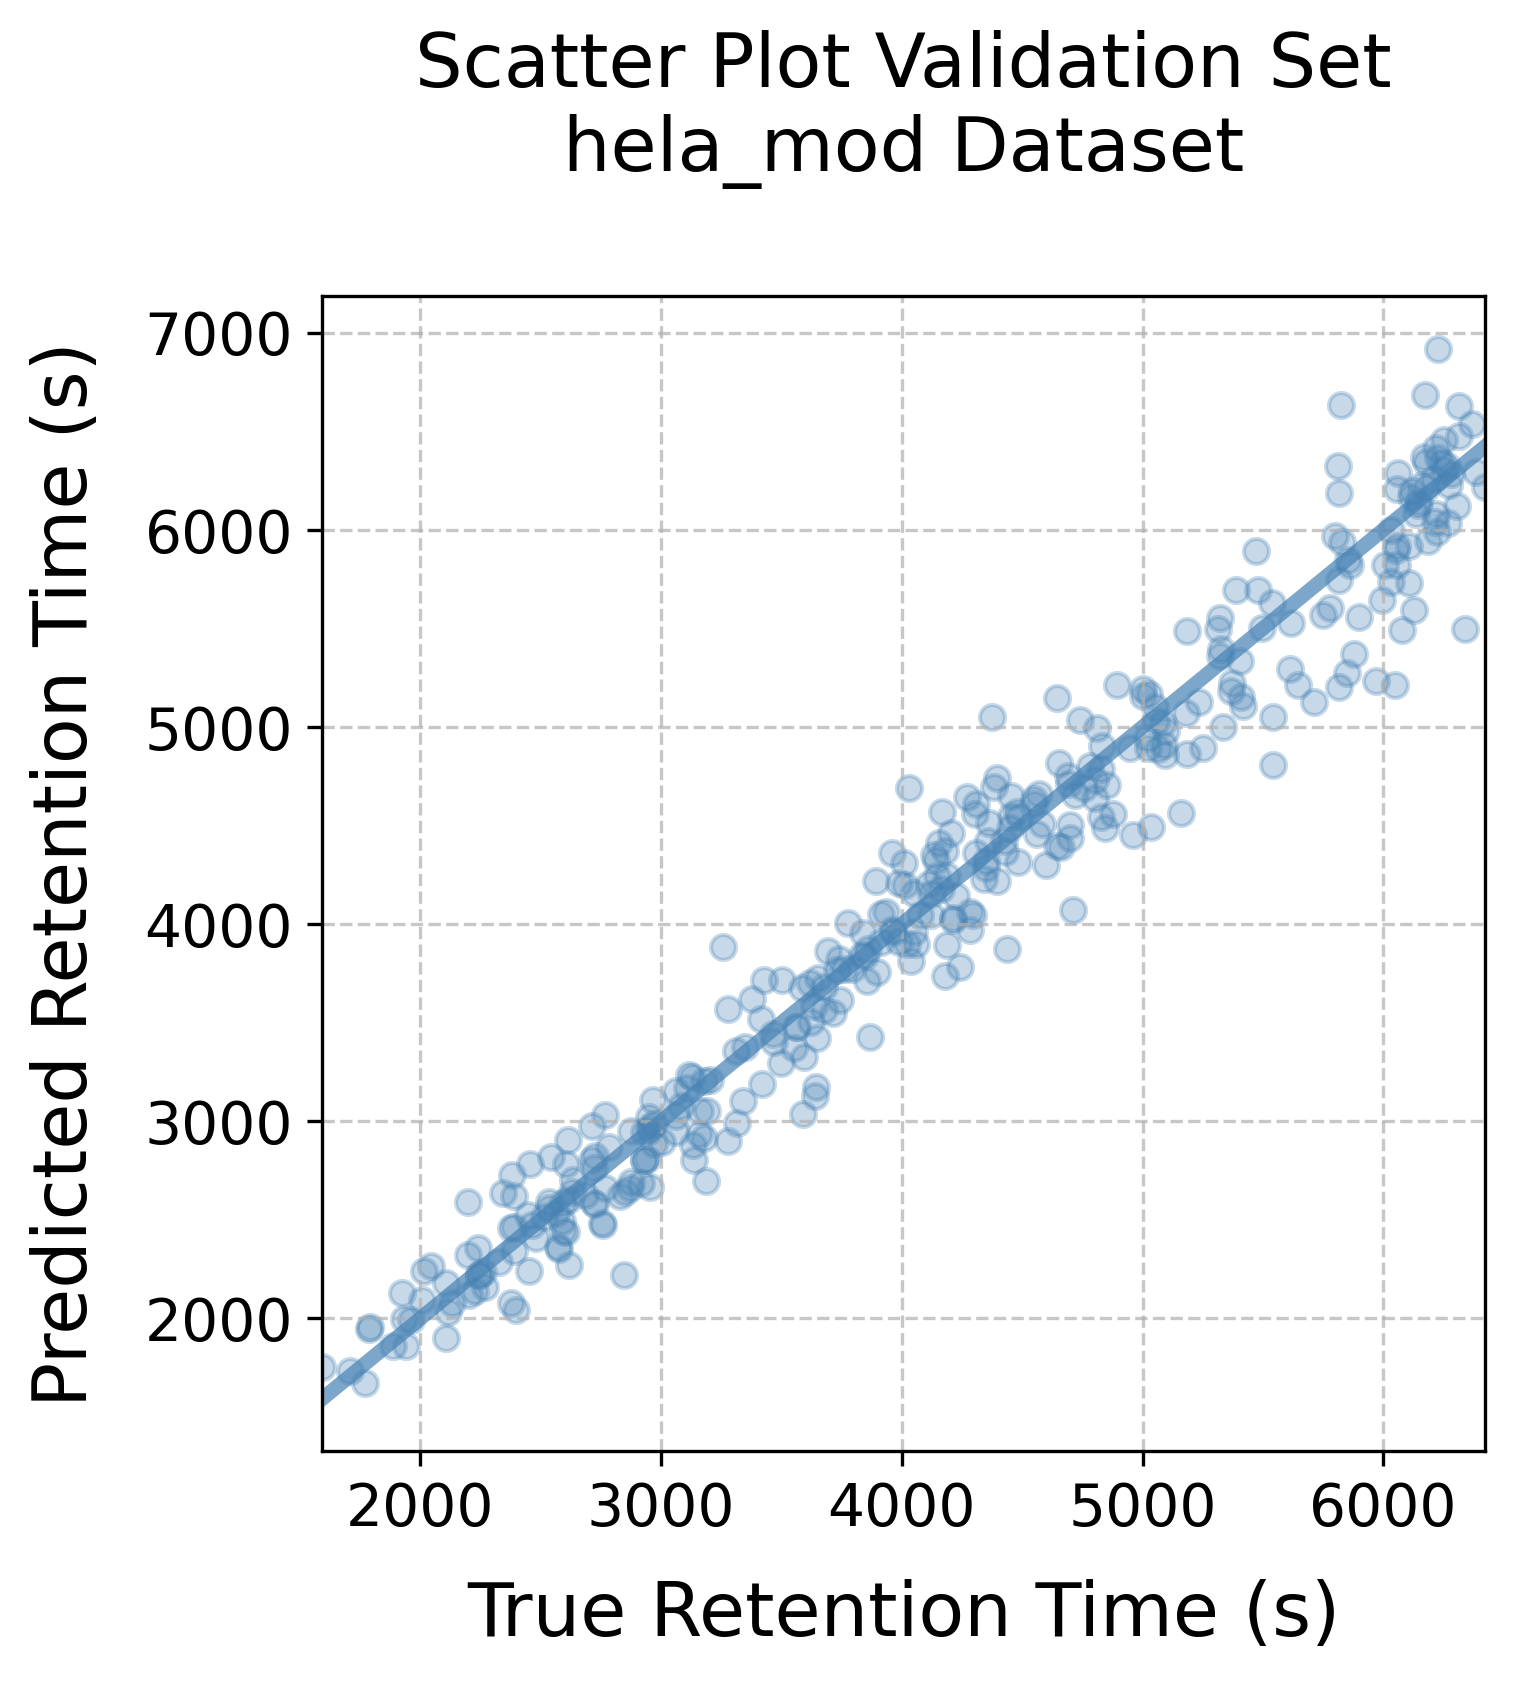 Scatter Plot Validation Set
hela_mod Dataset
7000
6000
5000
4000
3000
2000
Predicted Retention Time (s)
2000 3000 4000 5000 6000
True Retention Time (s)